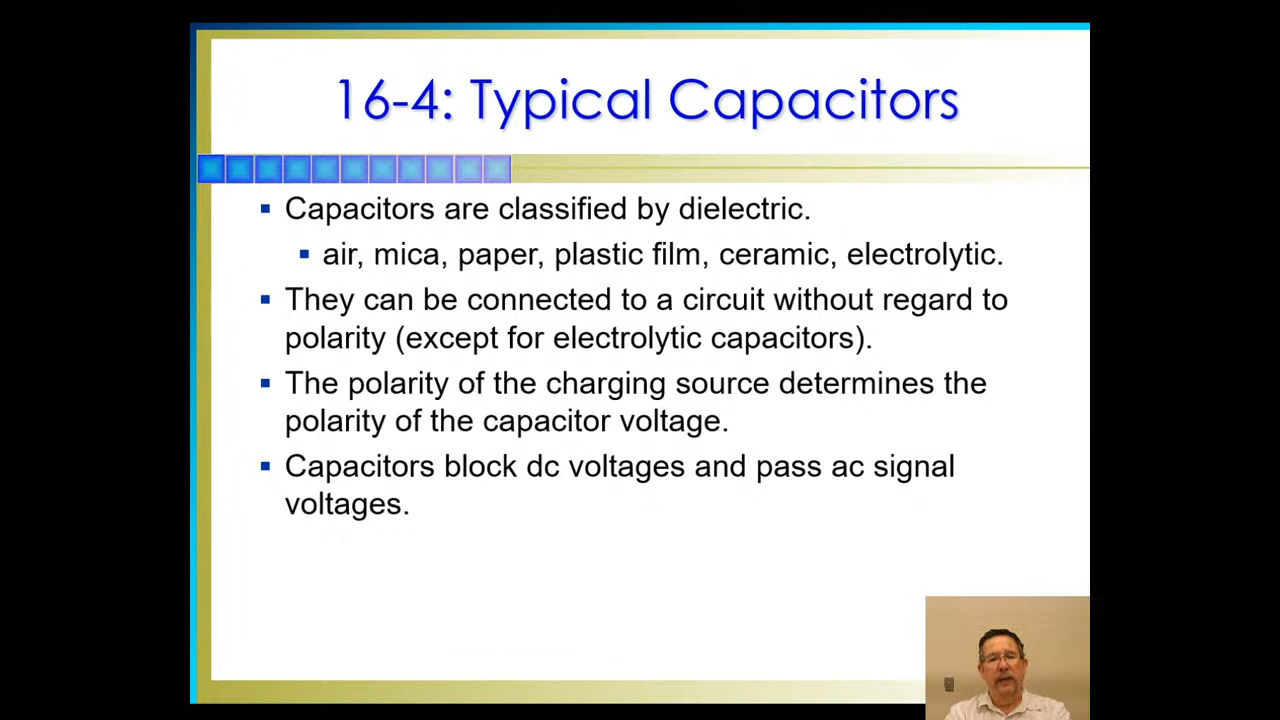 16-4: Typical Capacitors
▪ Capacitors are classified by dielectric.
▪ air, mica, paper, plastic film, ceramic, electrolytic.
▪ They can be connected to a circuit without regard to
polarity (except for electrolytic capacitors).
▪ The polarity of the charging source determines the
polarity of the capacitor voltage.
▪ Capacitors block dc voltages and pass ac signal
voltages.